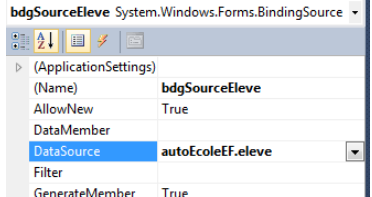 bdgSourceEleve System.Windows.Forms.BindingSource
(ApplicationSettings)
(Name) bdgSourceEleve
AllowNew True
DataMember
DataSource autoEcoleEF.eleve
Filter
GenerateMember True